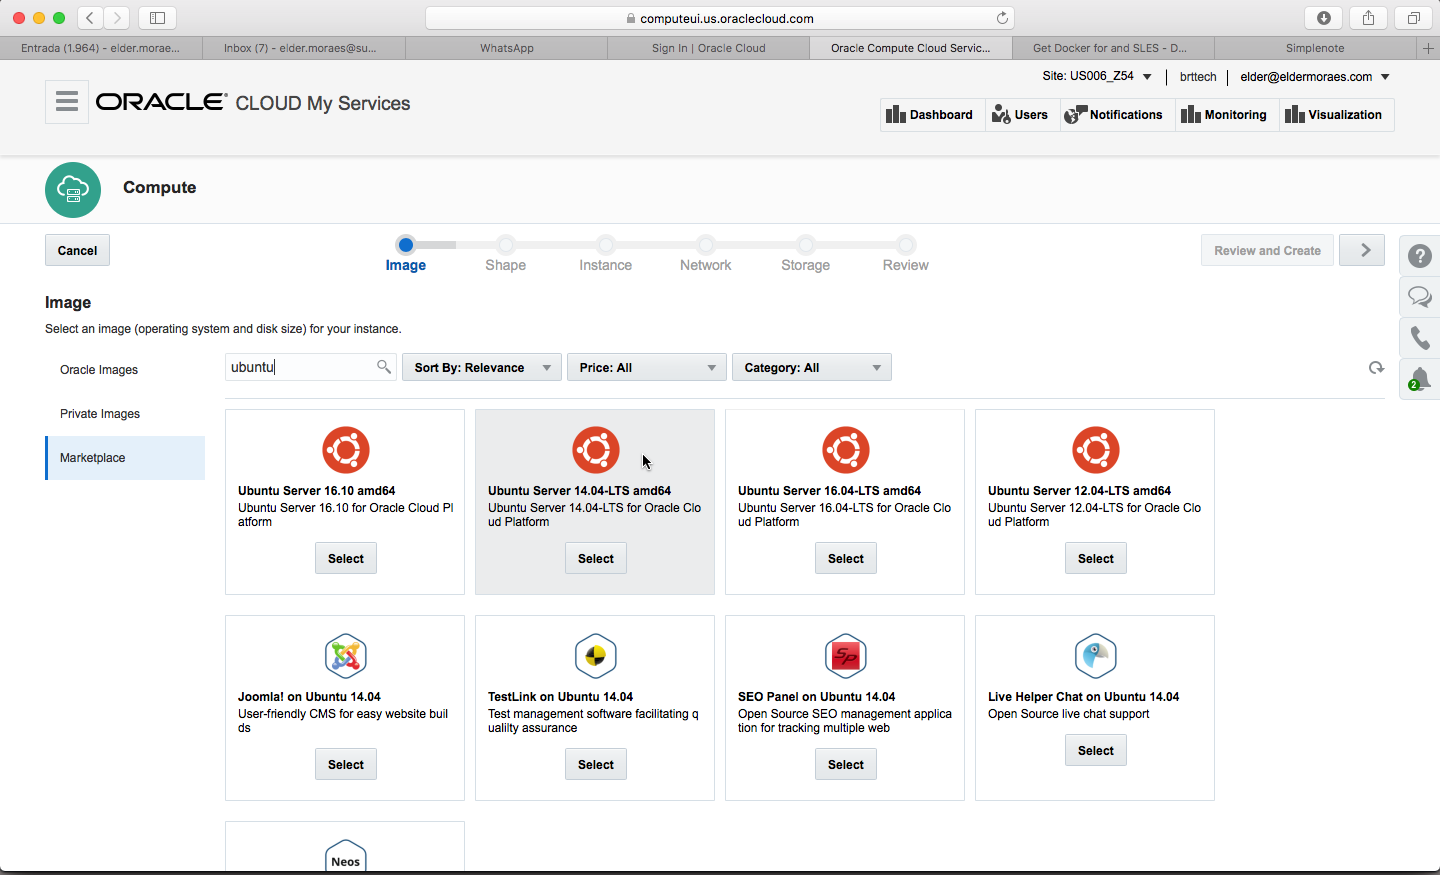 computeui.us.oraclecloud.com
Entrada (1.964) - elder.morae...
Inbox (7) - elder.moraes@su...
WhatsApp
Sign In | Oracle Cloud
Oracle Compute Cloud Servic...
Get Docker for and SLES - D...
Simplenote
Site: US006_Z54
brttech
elder@eldermoraes.com
ORACLE CLOUD My Services
Dashboard
Users
Notifications
Monitoring
Visualization
Compute
Cancel
Image
Shape
Instance
Network
Storage
Review
Review and Create
Image
Select an image (operating system and disk size) for your instance.
Oracle Images
Private Images
Marketplace
ubuntu
Sort By: Relevance
Price: All
Category: All
2
Ubuntu Server 16.10 amd64
Ubuntu Server 16.10 for Oracle Cloud Pl
atform
Select
Ubuntu Server 14.04-LTS amd64
Ubuntu Server 14.04-LTS for Oracle Clo
ud Platform
Select
Ubuntu Server 16.04-LTS amd64
Ubuntu Server 16.04-LTS for Oracle Clo
ud Platform
Select
Ubuntu Server 12.04-LTS amd64
Ubuntu Server 12.04-LTS for Oracle Clo
ud Platform
Select
Joomla! on Ubuntu 14.04
User-friendly CMS for easy website buil
ds
Select
TestLink on Ubuntu 14.04
Test management software facilitating q
ualilty assurance
Select
SP
SEO Panel on Ubuntu 14.04
Open Source SEO management applica
tion for tracking multiple web
Select
Live Helper Chat on Ubuntu 14.04
Open Source live chat support
Select
Neos